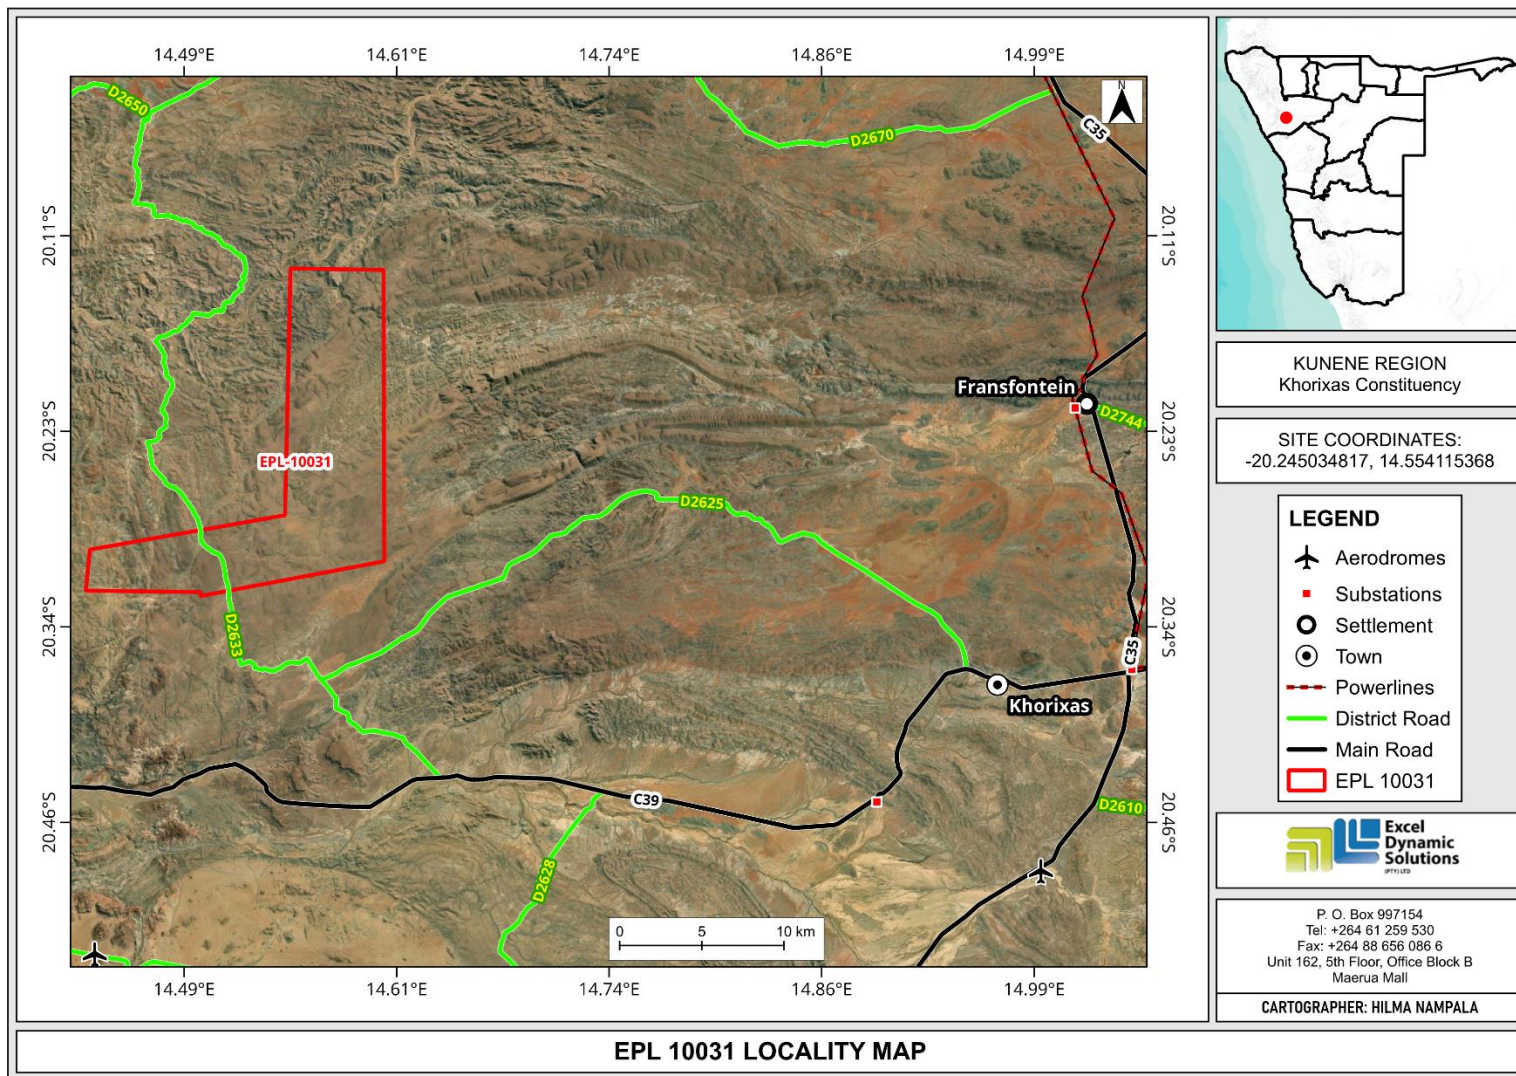 14.49°E
14.61°E
14.74°E
14.86°E
14.99°E
N
D2650
D2670
C35
20.11°S
20.11°S
Fransfontein
D2744
20.23°S
20.23°S
EPL-10031
D2625
D2633
20.34°S
20.34°S
C35
Khorixas
C39
D2610
20.46°S
20.46°S
D2628
0 5 10 km
14.49°E
14.61°E
14.74°E
14.86°E
14.99°E
KUNENE REGION
Khorixas Constituency
SITE COORDINATES:
-20.245034817, 14.554115368
LEGEND
Aerodromes
Substations
Settlement
Town
Powerlines
District Road
Main Road
EPL 10031
Excel
Dynamic
Solutions
(PTY) LTD
P. O. Box 997154
Tel: +264 61 259 530
Fax: +264 88 656 086 6
Unit 162, 5th Floor, Office Block B
Maerua Mall
CARTOGRAPHER: HILMA NAMPALA
EPL 10031 LOCALITY MAP